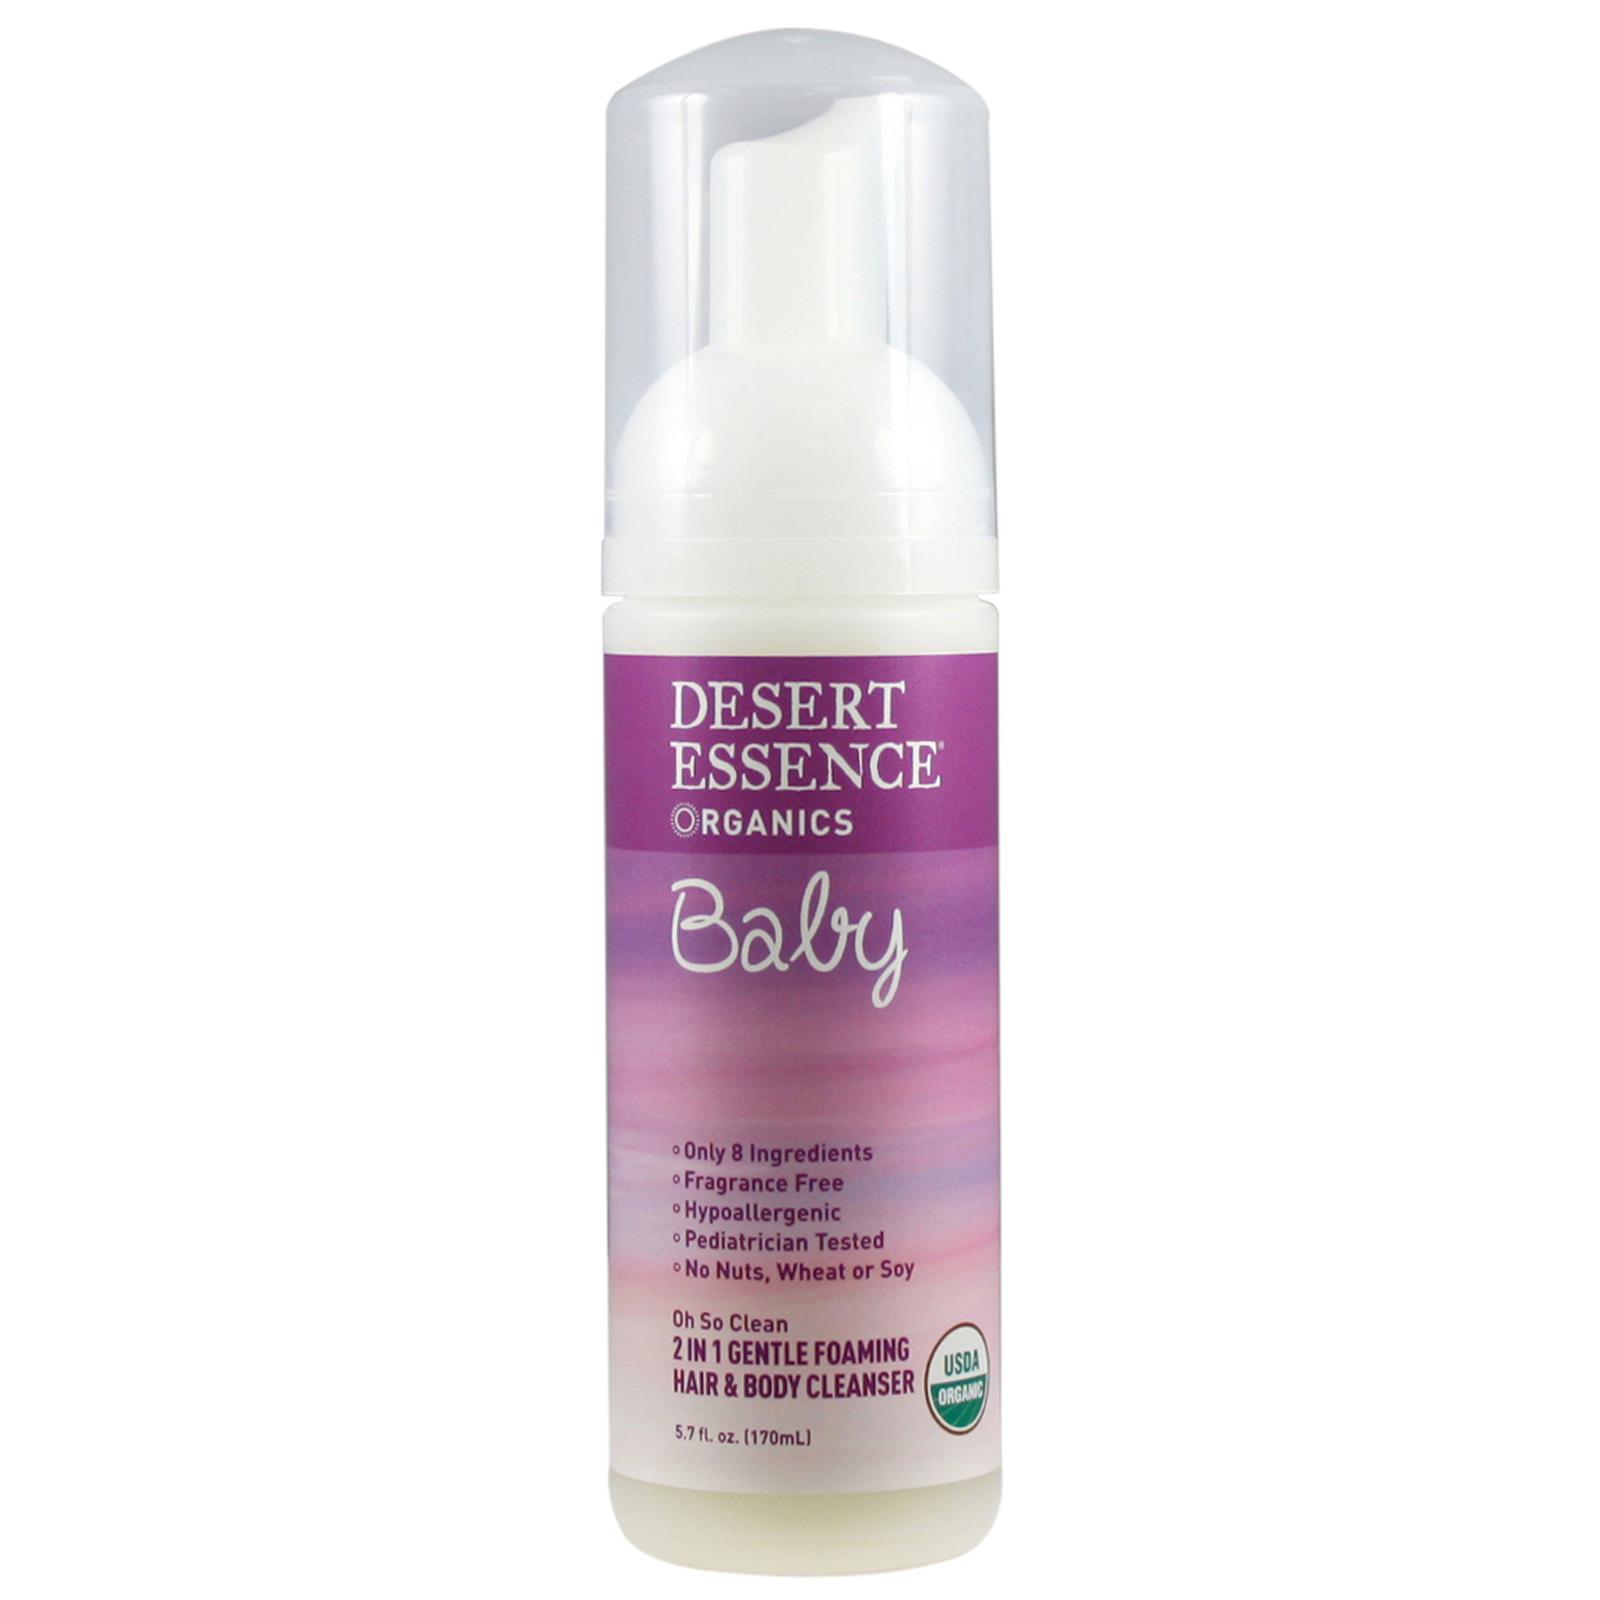 DESERT
ESSENCE®
ORGANICS
Baby
Only 8 Ingredients
Fragrance Free
Hypoallergenic
Pediatrician Tested
No Nuts, Wheat or Soy
Oh So Clean
2 IN 1 GENTLE FOAMING
HAIR & BODY CLEANSER
USDA
ORGANIC
5.7 fl. oz. (170mL)